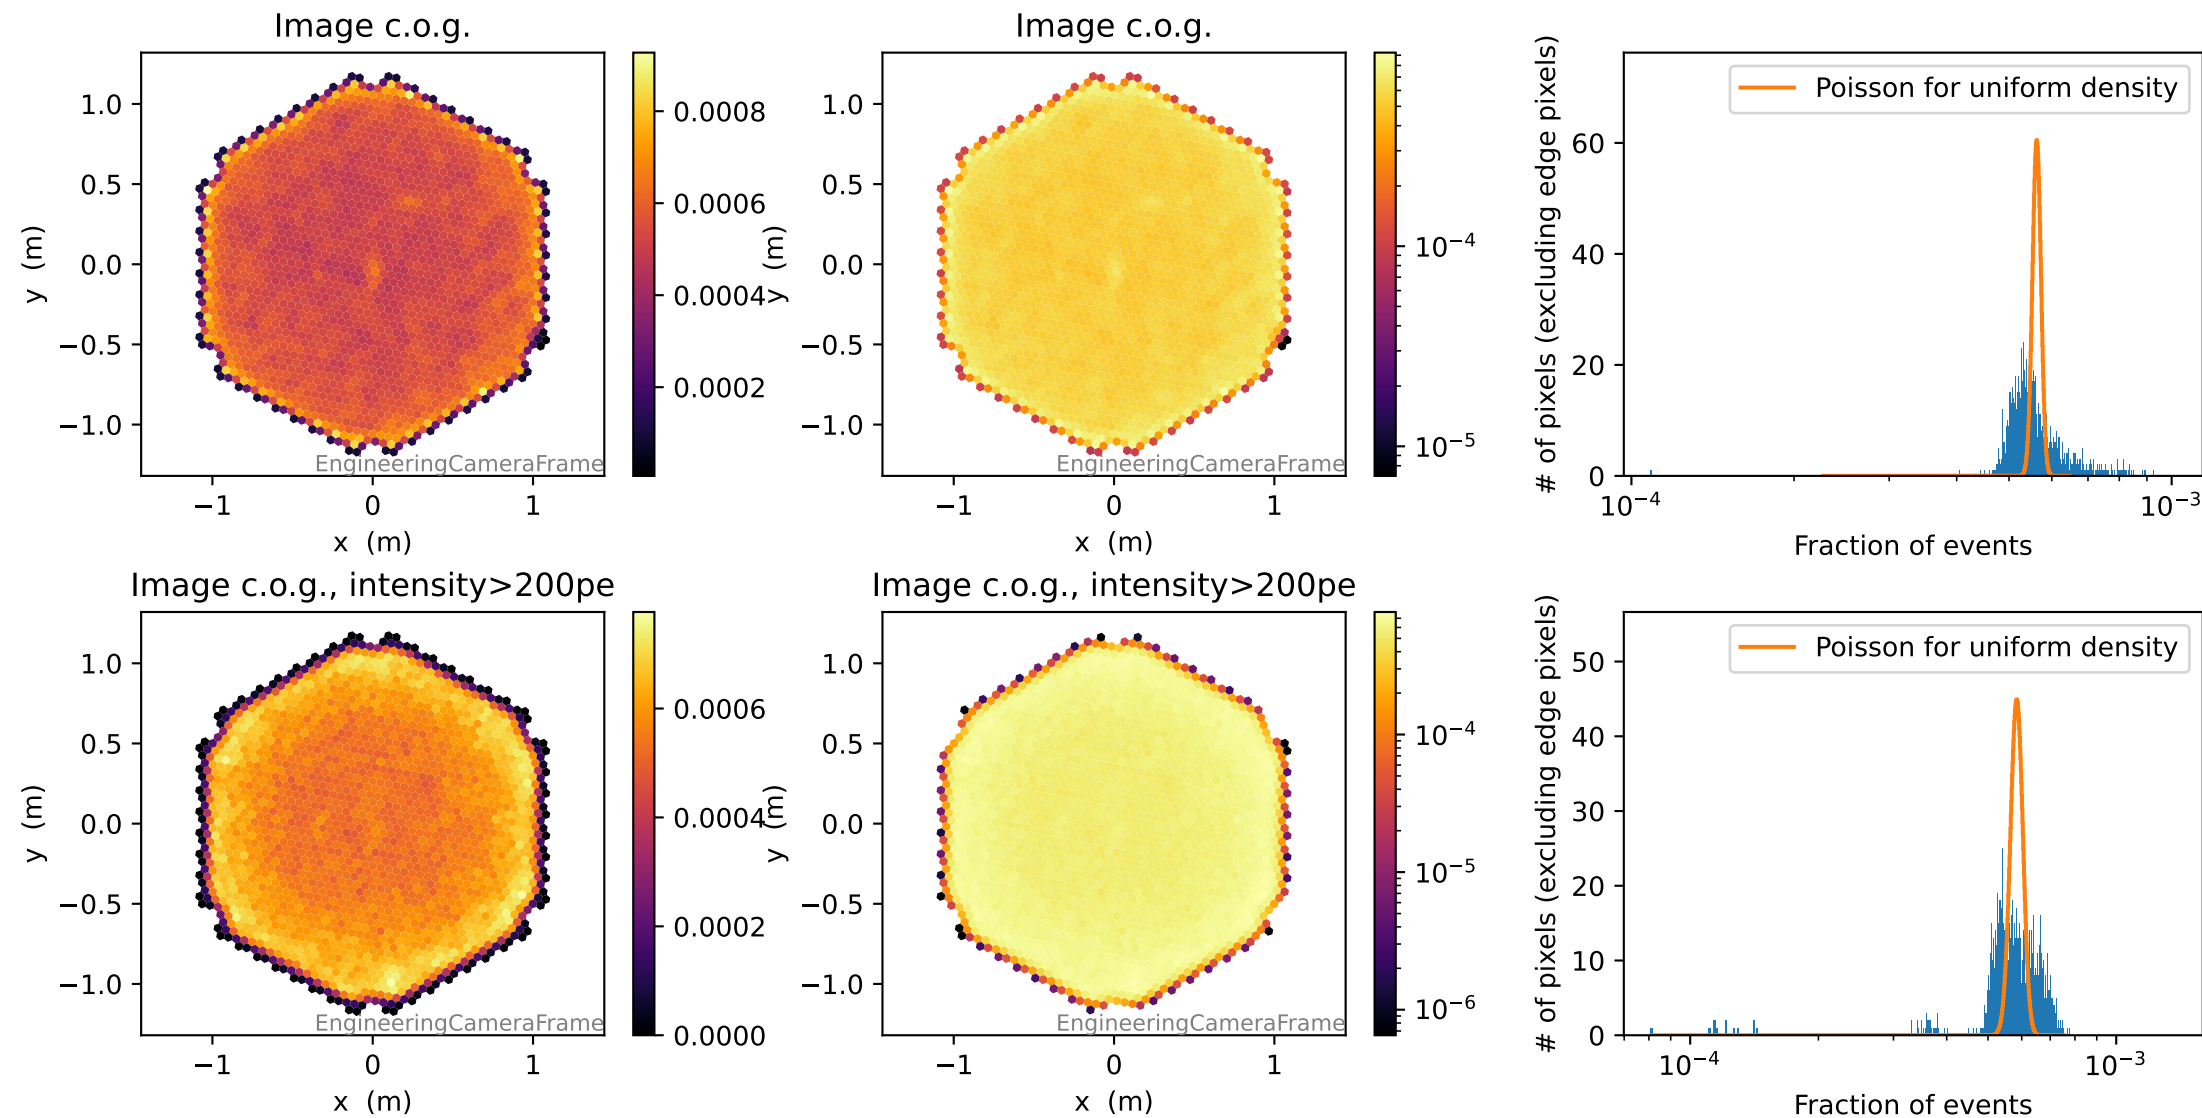 Image c.o.g.
1.0
0.5
0.0
−0.5
−1.0
y (m)
−1 0 1
x (m)
EngineeringCameraFrame
0.0008
0.0006
0.0004
0.0002
Image c.o.g.
1.0
0.5
0.0
−0.5
−1.0
y (m)
−1 0 1
x (m)
EngineeringCameraFrame
10⁻⁴
10⁻⁵
# of pixels (excluding edge pixels)
60
40
20
0
Poisson for uniform density
10⁻⁴ 10⁻³
Fraction of events
Image c.o.g., intensity>200pe
1.0
0.5
0.0
−0.5
−1.0
y (m)
−1 0 1
x (m)
EngineeringCameraFrame
0.0006
0.0004
0.0002
0.0000
Image c.o.g., intensity>200pe
1.0
0.5
0.0
−0.5
−1.0
y (m)
−1 0 1
x (m)
EngineeringCameraFrame
10⁻⁴
10⁻⁵
10⁻⁶
# of pixels (excluding edge pixels)
50
40
30
20
10
0
Poisson for uniform density
10⁻⁴ 10⁻³
Fraction of events